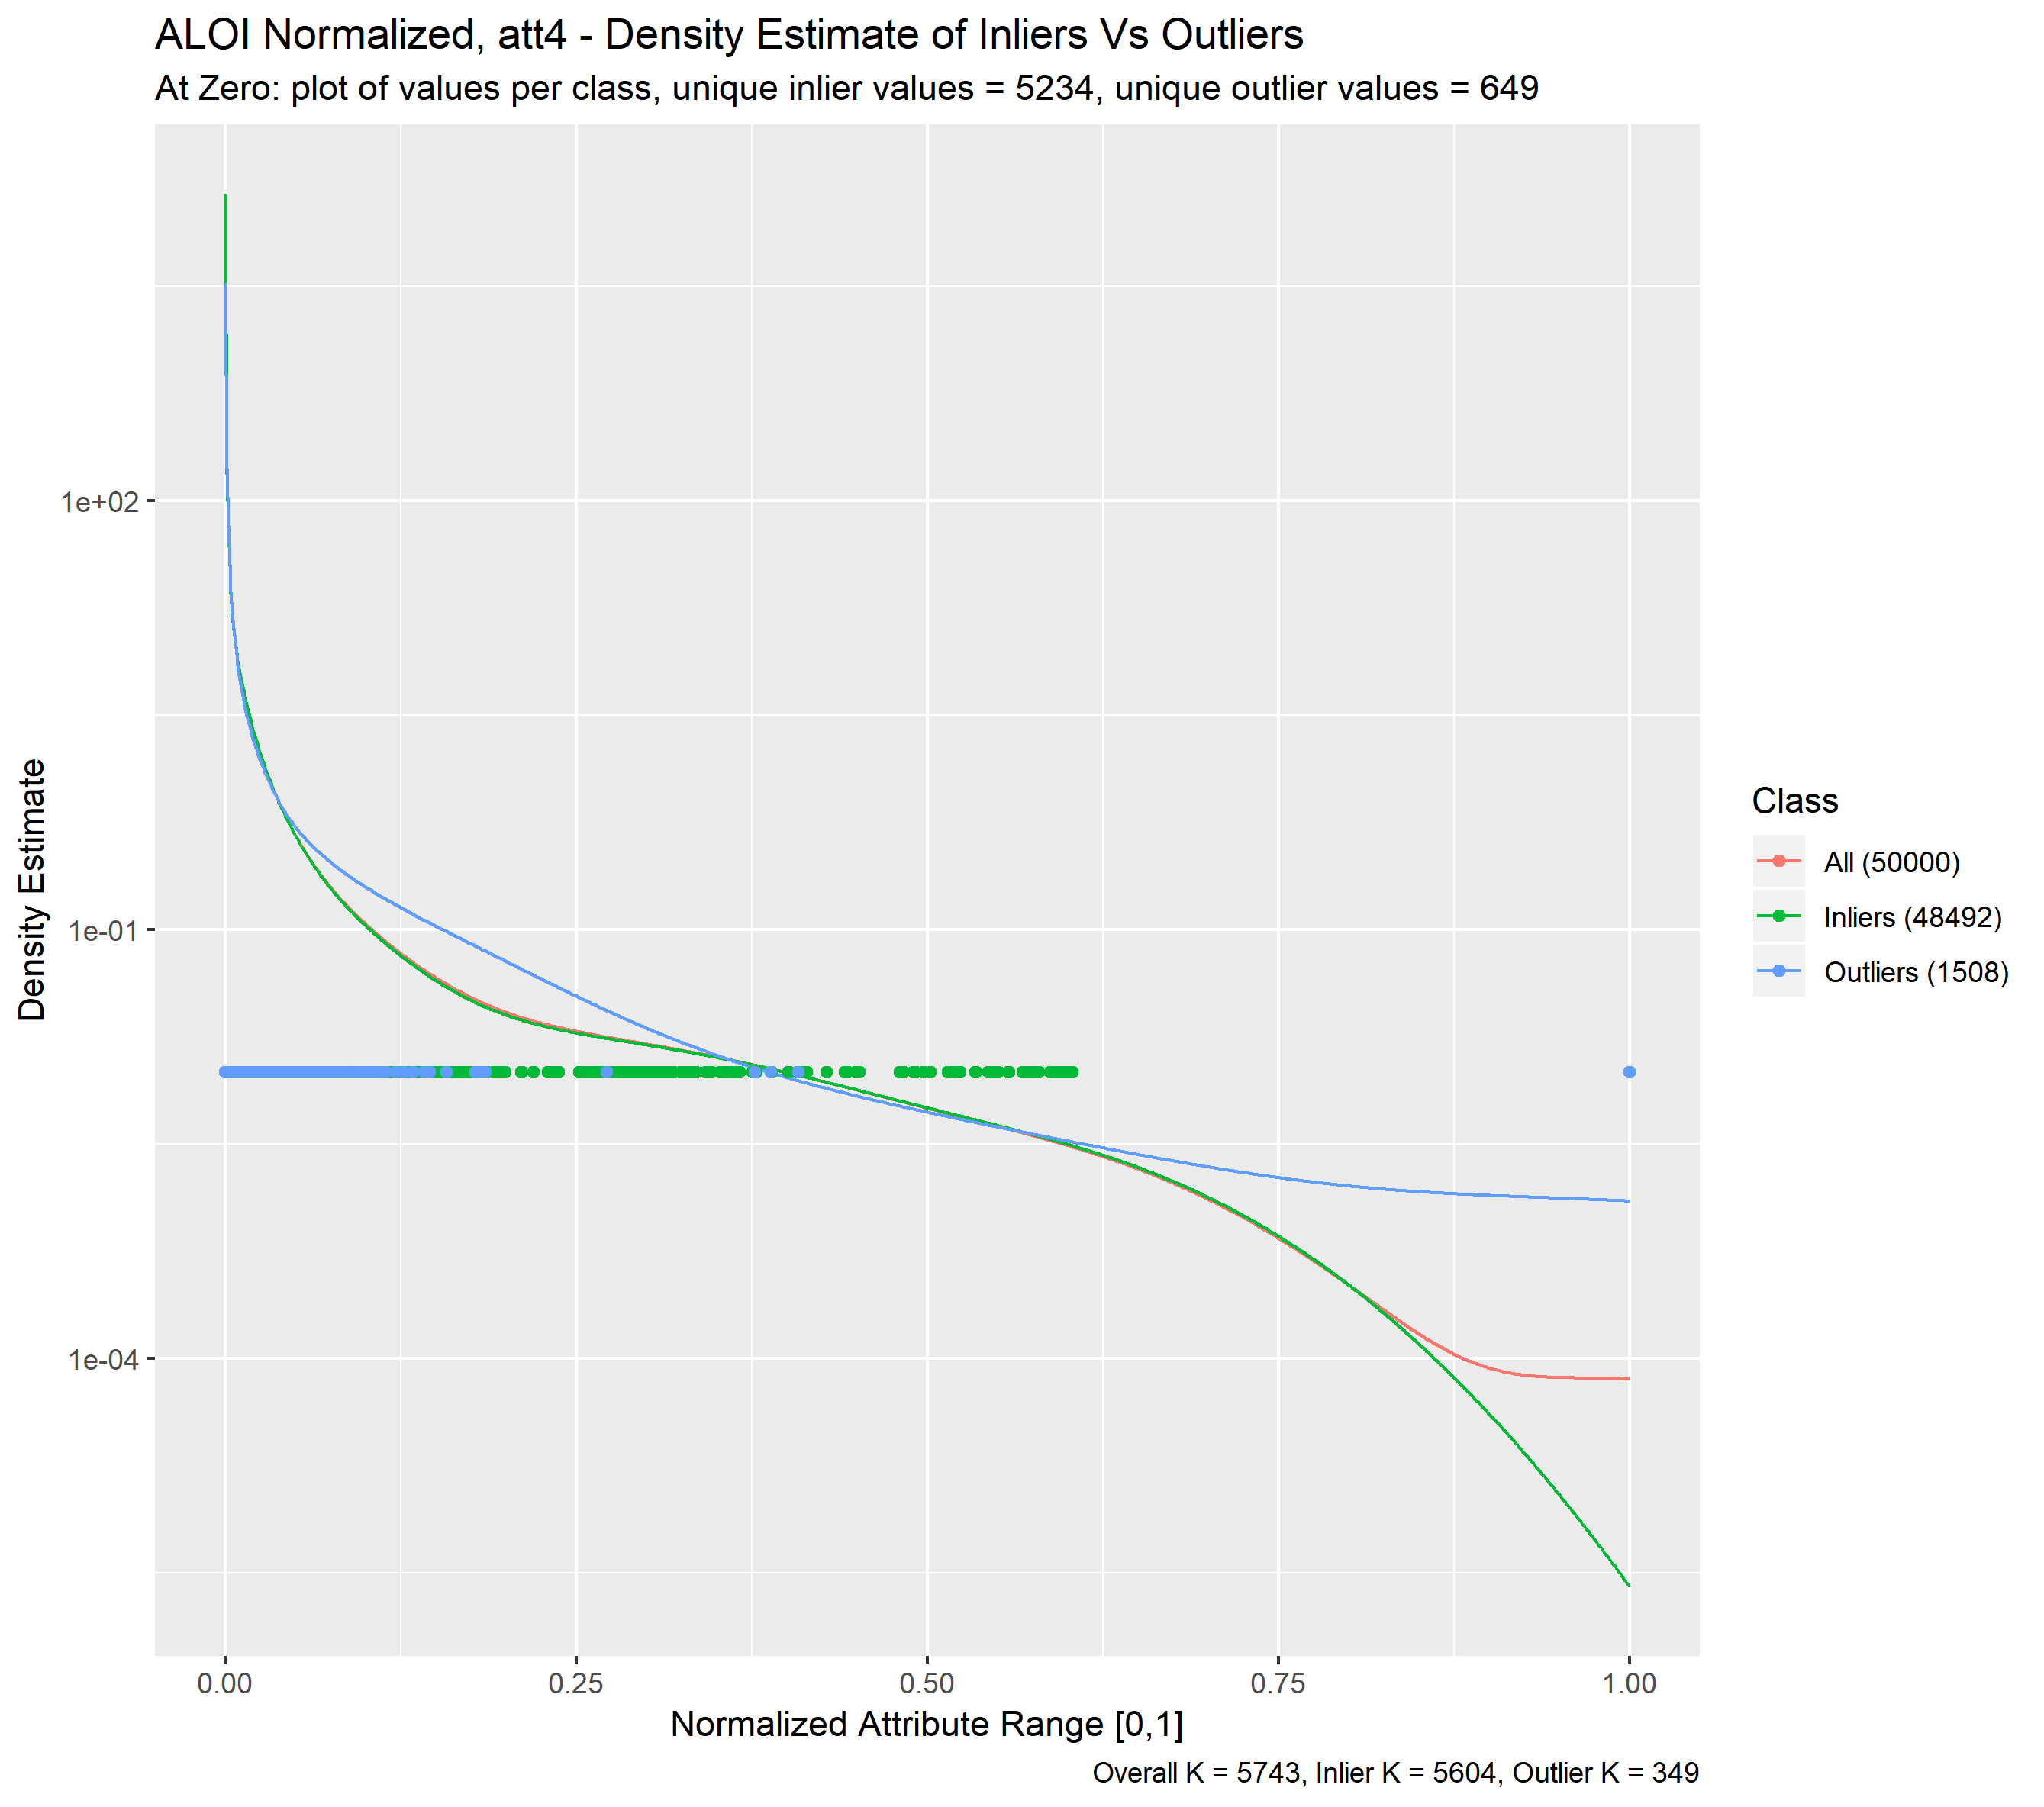 ALOI Normalized, att4 - Density Estimate of Inliers Vs Outliers
At Zero: plot of values per class, unique inlier values = 5234, unique outlier values = 649
Density Estimate
1e+02
1e-01
1e-04
0.00
0.25
0.50
0.75
1.00
Normalized Attribute Range [0,1]
Overall K = 5743, Inlier K = 5604, Outlier K = 349
Class
All (50000)
Inliers (48492)
Outliers (1508)